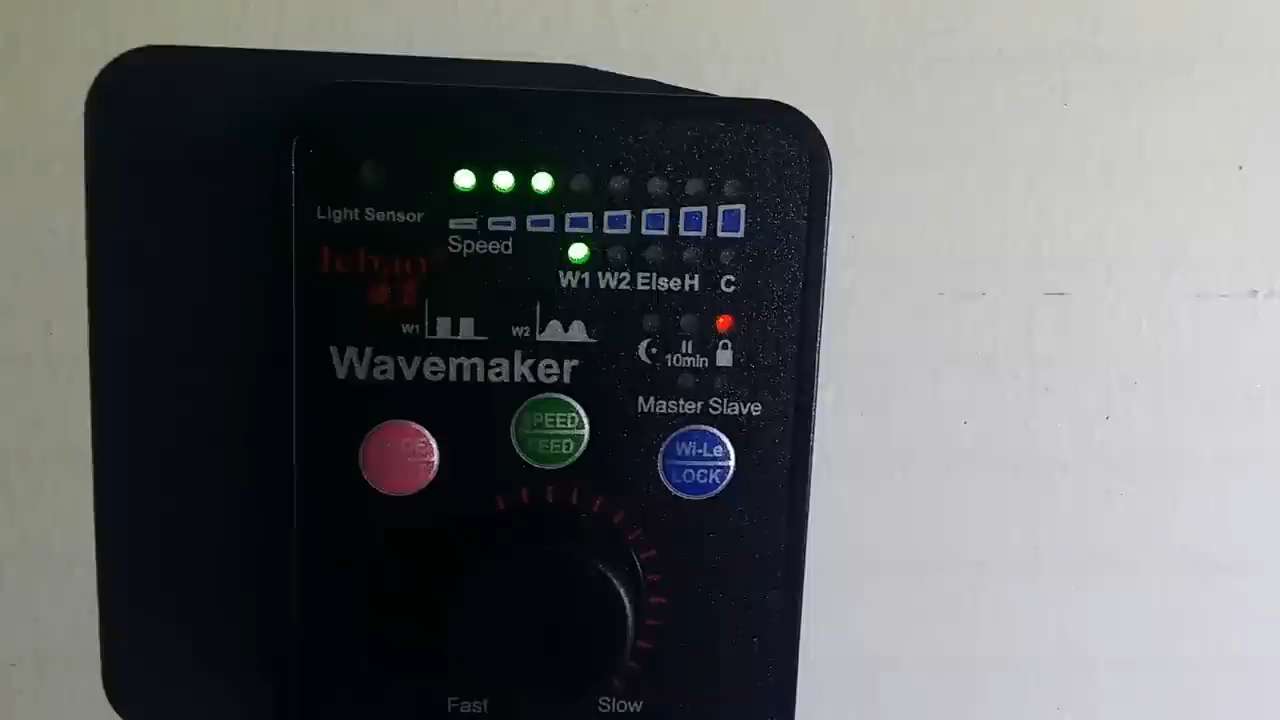 Light Sensor
Speed
Jebao
W1 W2 Else H C
W1 W2
10min
Wavemaker
Master Slave
SPEED
FEED
Wi-Le
LOCK
Fast Slow